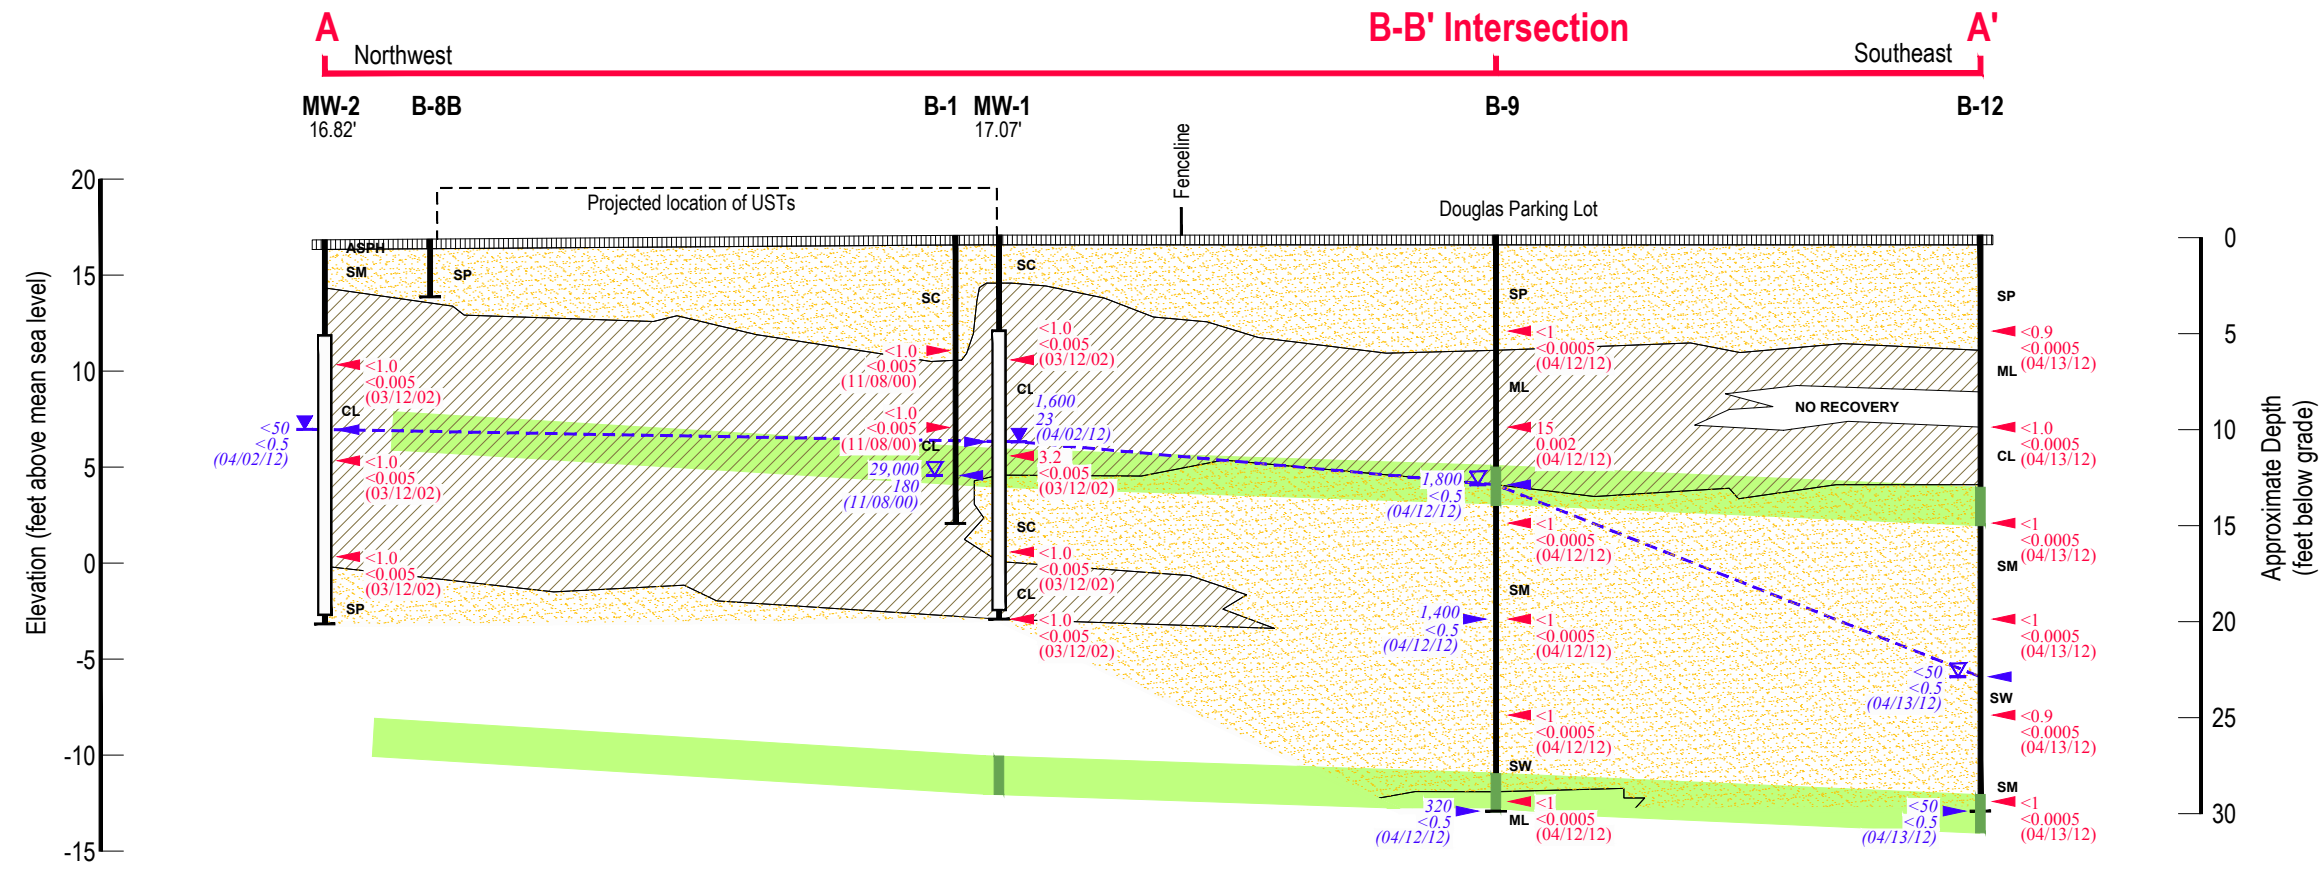 A
B-B' Intersection
A'
Northwest
Southeast
MW-2
B-8B
B-1
MW-1
B-9
B-12
16.82'
17.07'
Fenceline
Projected location of USTs
Douglas Parking Lot
Elevation (feet above mean sea level)
20
15
10
5
0
-5
-10
-15
Approximate Depth
(feet below grade)
0
5
10
15
20
25
30
ASPH
SM
SP
CL
SP
<50
<0.5
(04/02/12)
<1.0
<0.005
(03/12/02)
<1.0
<0.005
(03/12/02)
<1.0
<0.005
(03/12/02)
SC
CL
<1.0
<0.005
(11/08/00)
<1.0
<0.005
(11/08/00)
29,000
180
(11/08/00)
SC
CL
SC
CL
<1.0
<0.005
(03/12/02)
1,600
23
(04/02/12)
3.2
<0.005
(03/12/02)
<1.0
<0.005
(03/12/02)
<1.0
<0.005
(03/12/02)
SP
ML
SM
SW
ML
<1
<0.0005
(04/12/12)
15
0.002
(04/12/12)
1,800
<0.5
(04/12/12)
<1
<0.0005
(04/12/12)
1,400
<0.5
(04/12/12)
<1
<0.0005
(04/12/12)
<1
<0.0005
(04/12/12)
320
<0.5
(04/12/12)
<1
<0.0005
(04/12/12)
NO RECOVERY
SP
ML
CL
SM
SW
SM
<0.9
<0.0005
(04/13/12)
<1.0
<0.0005
(04/13/12)
<1
<0.0005
(04/13/12)
<1
<0.0005
(04/13/12)
<50
<0.5
(04/13/12)
<0.9
<0.0005
(04/13/12)
<50
<0.5
(04/13/12)
<1
<0.0005
(04/13/12)